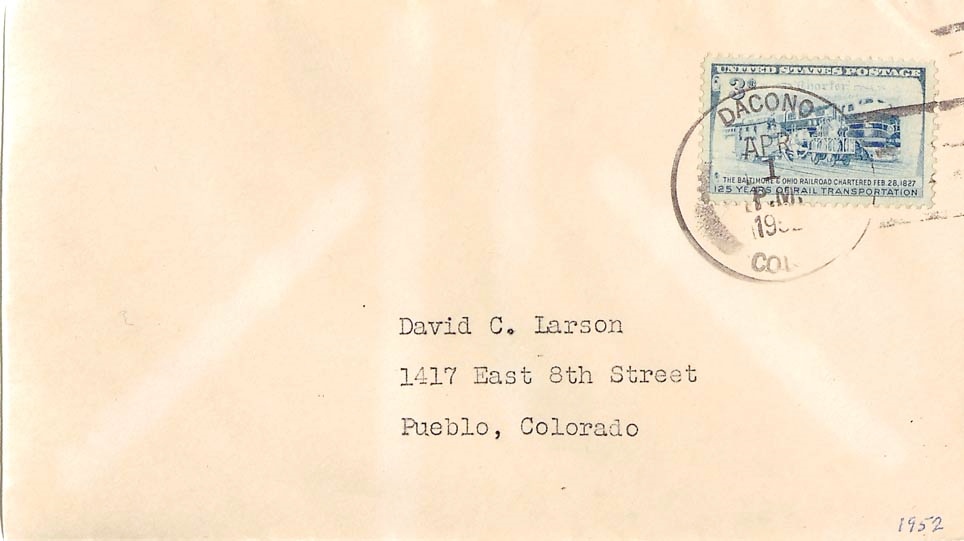 UNITED STATES POSTAGE
3¢
DACONO
APR
1
P.M.
COL
THE BALTIMORE & OHIO RAILROAD CHARTERED FEB. 28, 1827
125 YEARS OF RAIL TRANSPORTATION
David C. Larson
1417 East 8th Street
Pueblo, Colorado
1952